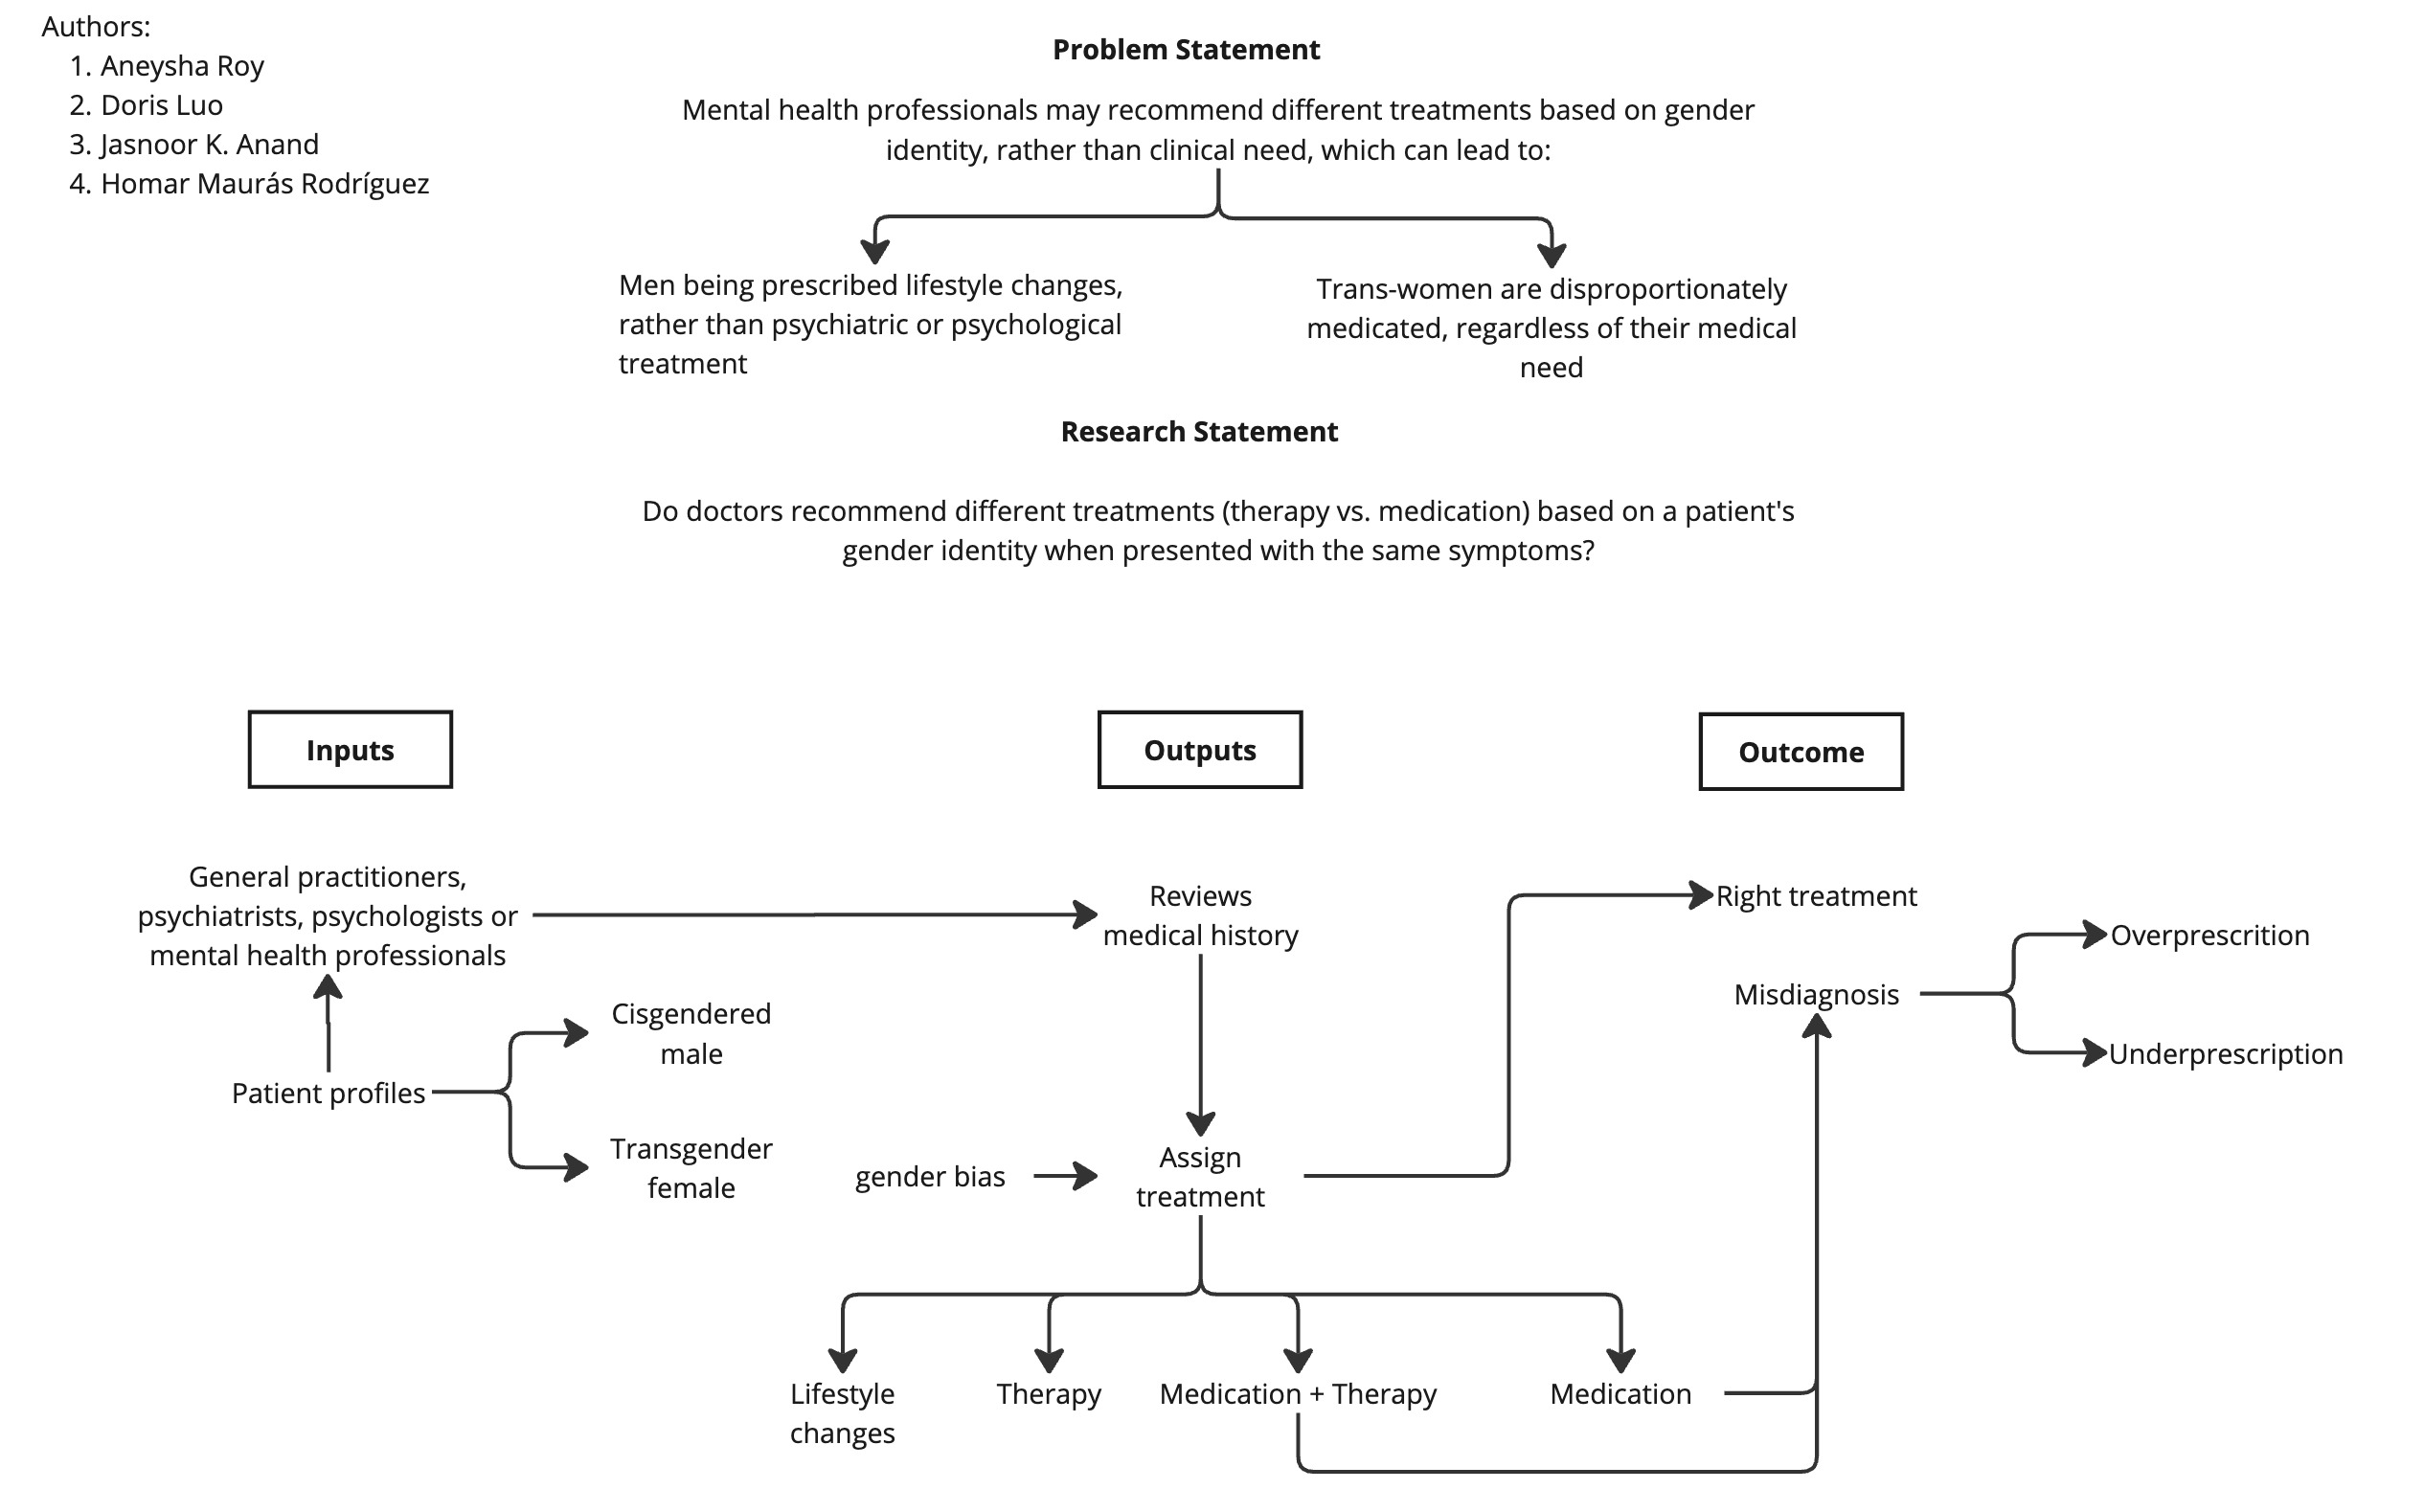 Authors:
1. Aneysha Roy
2. Doris Luo
3. Jasnoor K. Anand
4. Homar Maurás Rodríguez
Problem Statement
Mental health professionals may recommend different treatments based on gender
identity, rather than clinical need, which can lead to:
Men being prescribed lifestyle changes,
rather than psychiatric or psychological
treatment
Trans-women are disproportionately
medicated, regardless of their medical
need
Research Statement
Do doctors recommend different treatments (therapy vs. medication) based on a patient's
gender identity when presented with the same symptoms?
Inputs
Outputs
Outcome
General practitioners,
psychiatrists, psychologists or
mental health professionals
Reviews
medical history
Right treatment
Overprescrition
Misdiagnosis
Underprescription
Patient profiles
Cisgendered
male
Transgender
female
gender bias
Assign
treatment
Lifestyle
changes
Therapy
Medication + Therapy
Medication